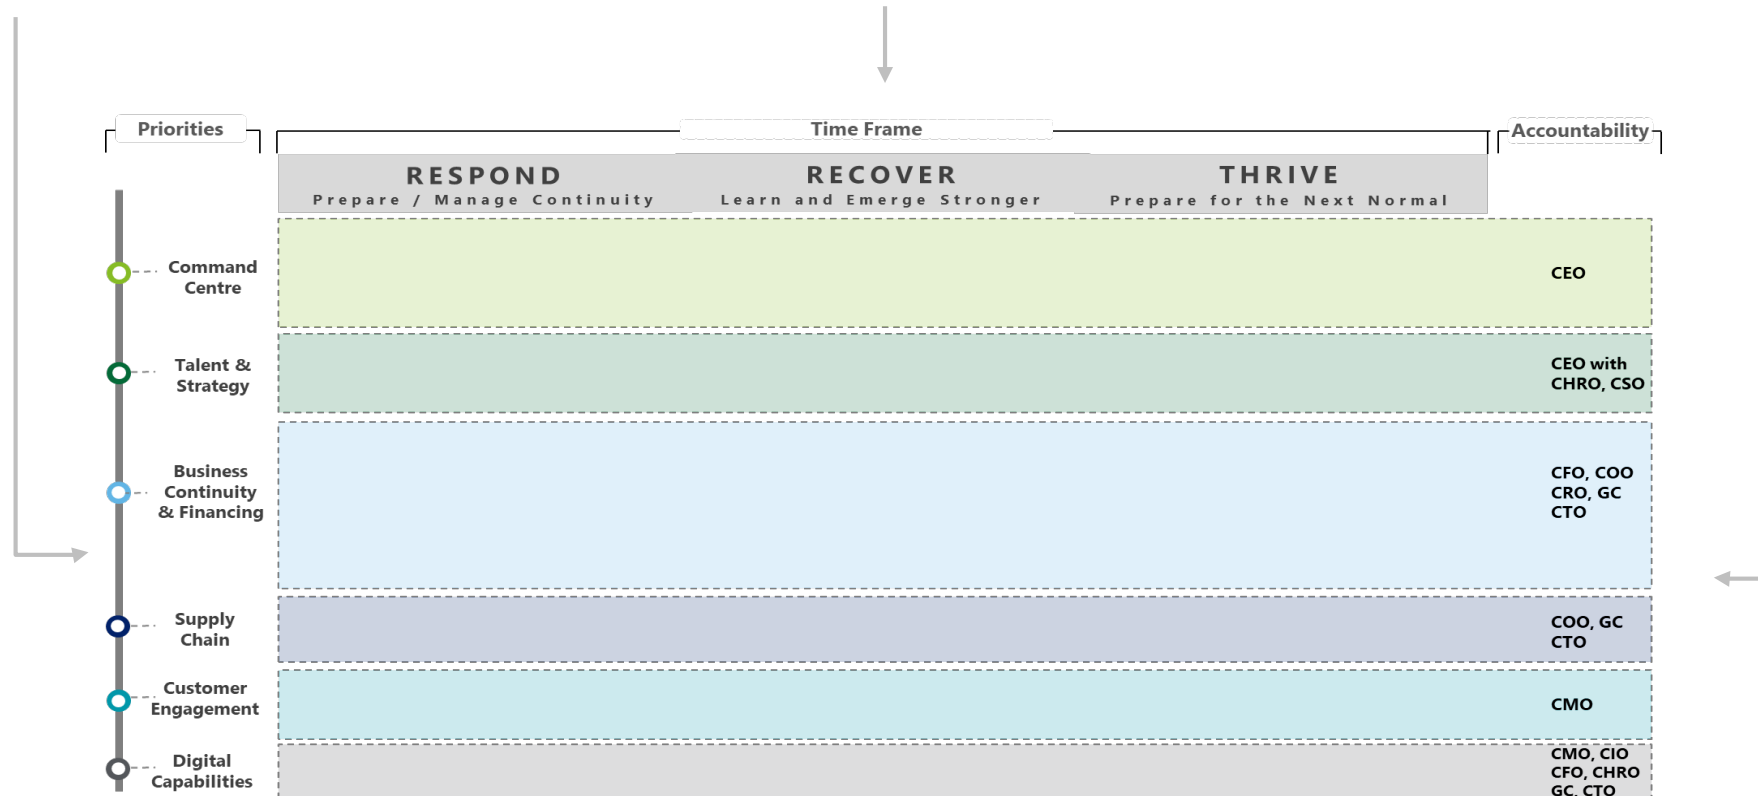 Priorities
Time Frame
Accountability
RESPOND
Prepare / Manage Continuity
RECOVER
Learn and Emerge Stronger
THRIVE
Prepare for the Next Normal
Command
Centre
CEO
Talent &
Strategy
CEO with
CHRO, CSO
Business
Continuity
& Financing
CFO, COO
CRO, GC
CTO
Supply
Chain
COO, GC
CTO
Customer
Engagement
CMO
Digital
Capabilities
CMO, CIO
CFO, CHRO
GC, CTO